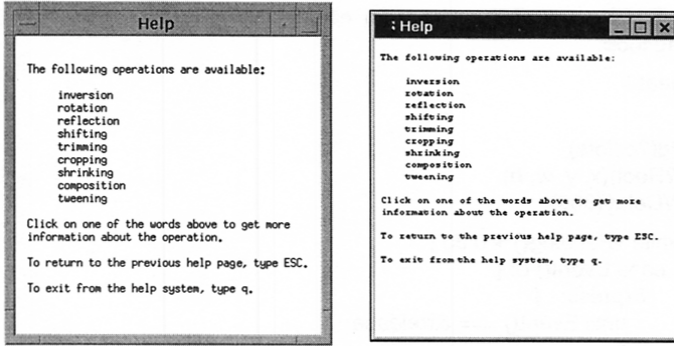 Help
The following operations are available:
inversion
rotation
reflection
shifting
trimming
cropping
shrinking
composition
tweening
Click on one of the words above to get more
information about the operation.
To return to the previous help page, type ESC.
To exit from the help system, type q.
Help
The following operations are available:
inversion
rotation
reflection
shifting
trimming
cropping
shrinking
composition
tweening
Click on one of the words above to get more
information about the operation.
To return to the previous help page, type ESC.
To exit from the help system, type q.